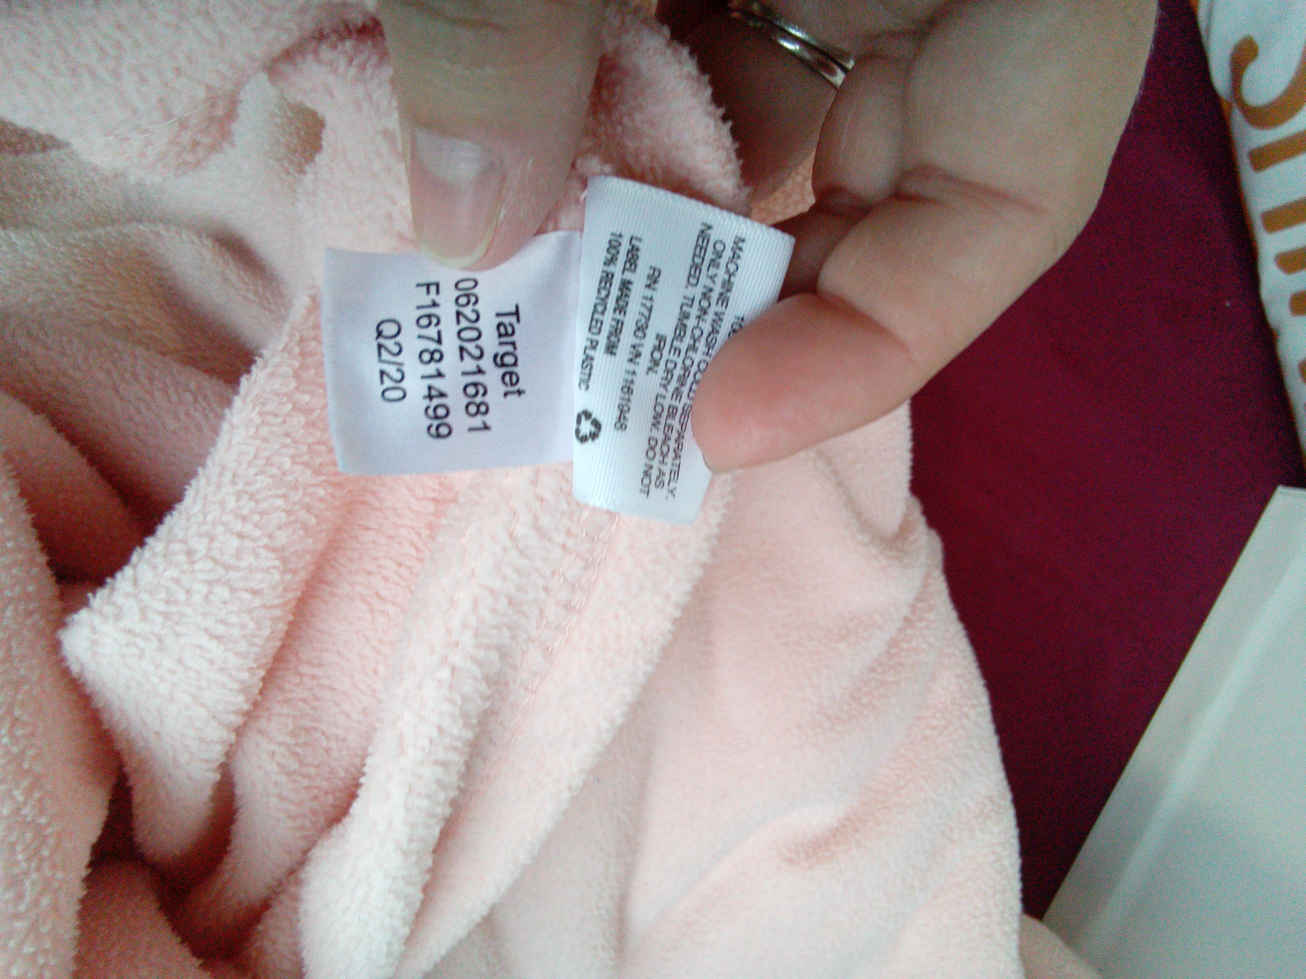 Target
062021681
F16781499
Q2/20
MACHINE WASH COLD SEPARATELY,
ONLY NON-CHLORINE BLEACH AS
NEEDED, TUMBLE DRY LOW, DO NOT
IRON.
RN 17730 VN 1161948
LABEL MADE FROM
100% RECYCLED PLASTIC